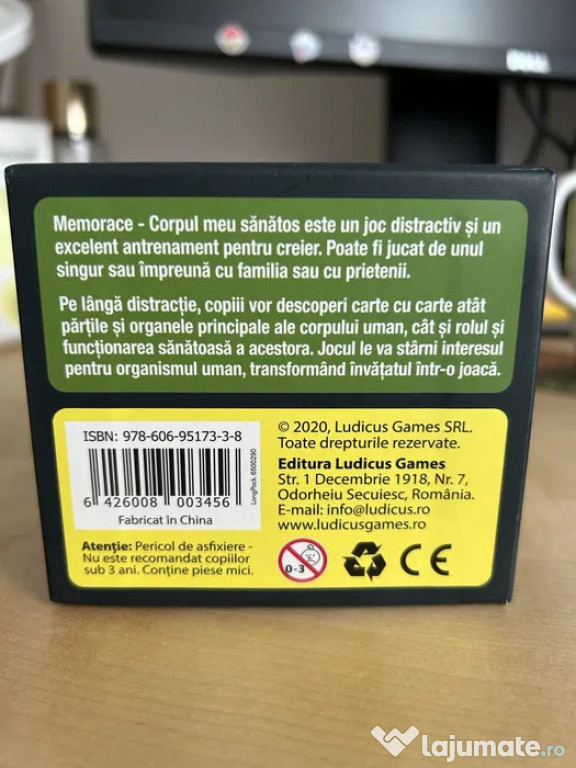 DELL
Memorace - Corpul meu sănătos este un joc distractiv și un
excelent antrenament pentru creier. Poate fi jucat de unul
singur sau împreună cu familia sau cu prietenii.
Pe lângă distracție, copiii vor descoperi carte cu carte atât
părțile și organele principale ale corpului uman, cât și rolul și
funcționarea sănătoasă a acestora. Jocul le va stârni interesul
pentru organismul uman, transformând învățatul într-o joacă.
ISBN: 978-606-95173-3-8
6 426008 003456
LongPack. 6500290
Fabricat în China
Atenție: Pericol de asfixiere -
Nu este recomandat copiilor
sub 3 ani. Conține piese mici.
© 2020, Ludicus Games SRL.
Toate drepturile rezervate.
Editura Ludicus Games
Str. 1 Decembrie 1918, Nr. 7,
Odorheiu Secuiesc, România.
E-mail: info@ludicus.ro
www.ludicusgames.ro
0-3
CE
lajumate.ro